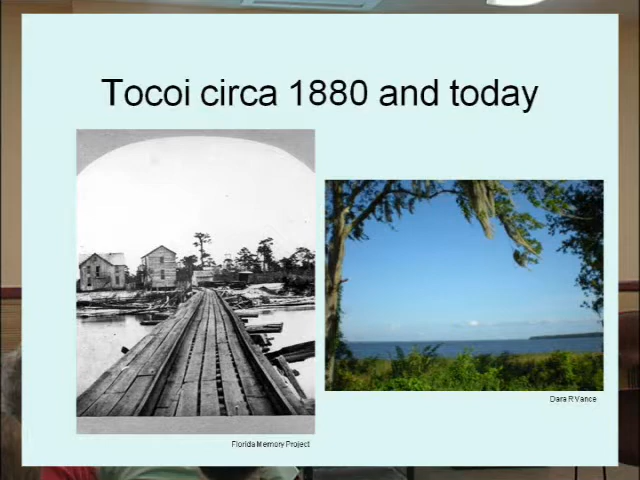 Tocoi circa 1880 and today
Dara R Vance
Florida Memory Project